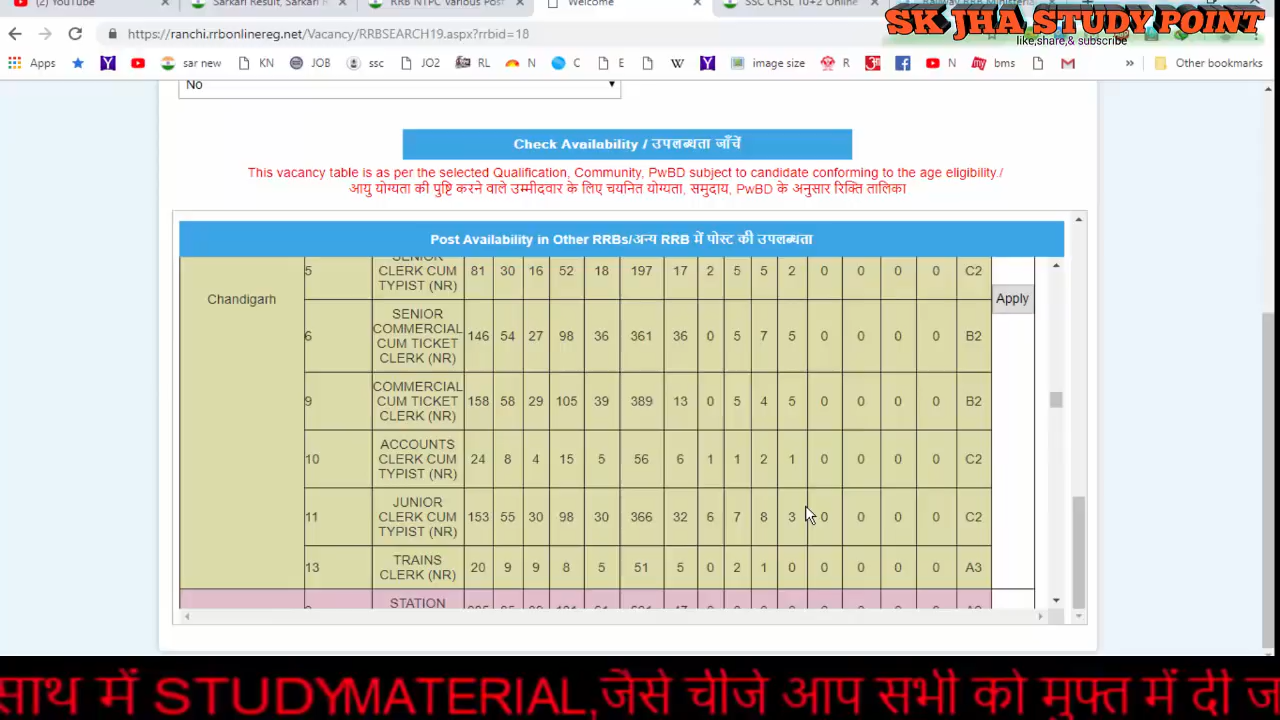 (2) YouTube
Sarkari Result, Sarkari
RRB NTPC Various Post
Welcome
SSC CHSL 10+2 Online
SK JHA STUDY POINT
like,share,& subscribe
https://ranchi.rrbonlinereg.net/Vacancy/RRBSEARCH19.aspx?rrbid=18
Apps sar new KN JOB ssc JO2 RL N C E W image size R N bms » Other bookmarks
No
Check Availability / उपलब्धता जाँचें
This vacancy table is as per the selected Qualification, Community, PwBD subject to candidate conforming to the age eligibility./
आयु योग्यता की पुष्टि करने वाले उम्मीदवार के लिए चयनित योग्यता, समुदाय, PwBD के अनुसार रिक्ति तालिका
Post Availability in Other RRBs/अन्य RRB में पोस्ट की उपलब्धता
Chandigarh
5 SENIOR CLERK CUM TYPIST (NR) 81 30 16 52 18 197 17 2 5 5 2 0 0 0 0 C2
Apply
6 SENIOR COMMERCIAL CUM TICKET CLERK (NR) 146 54 27 98 36 361 36 0 5 7 5 0 0 0 0 B2
9 COMMERCIAL CUM TICKET CLERK (NR) 158 58 29 105 39 389 13 0 5 4 5 0 0 0 0 B2
10 ACCOUNTS CLERK CUM TYPIST (NR) 24 8 4 15 5 56 6 1 1 2 1 0 0 0 0 C2
11 JUNIOR CLERK CUM TYPIST (NR) 153 55 30 98 30 366 32 6 7 8 3 0 0 0 0 C2
13 TRAINS CLERK (NR) 20 9 9 8 5 51 5 0 2 1 0 0 0 0 0 A3
STATION
साथ में STUDYMATERIAL,जैसे चीजे आप सभी को मुफ्त में दी ज